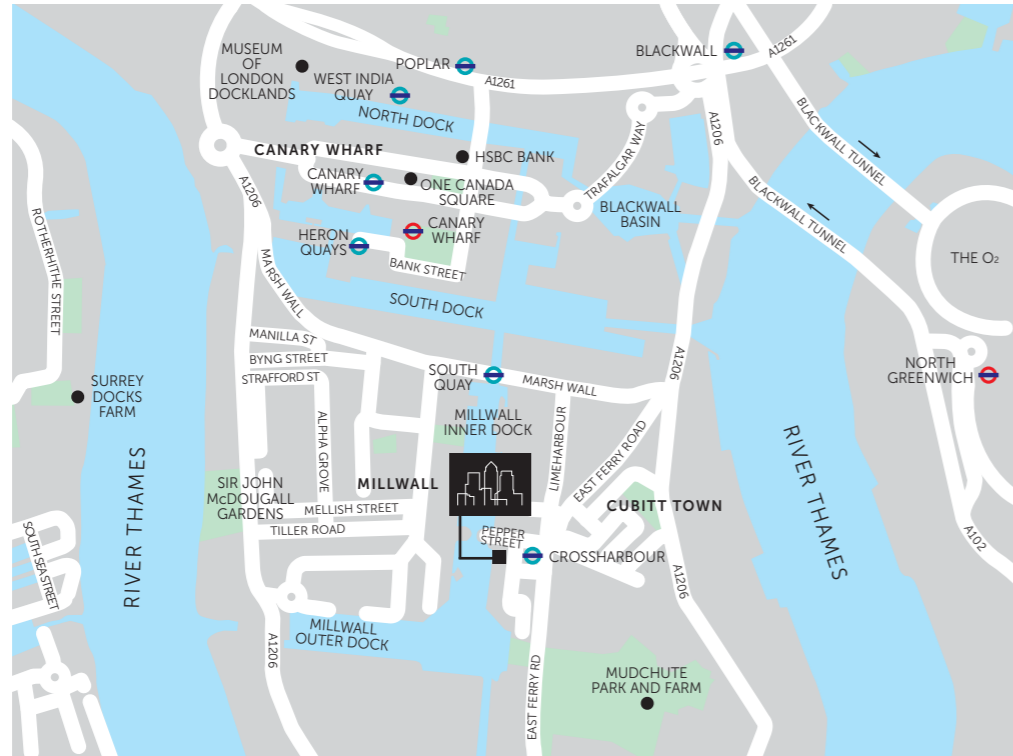 MUSEUM
OF
LONDON
DOCKLANDS
WEST INDIA
QUAY
POPLAR
BLACKWALL
A1261
A1261
NORTH DOCK
A1206
BLACKWALL TUNNEL
TRAFALGAR WAY
CANARY WHARF
HSBC BANK
CANARY
WHARF
ONE CANADA
SQUARE
BLACKWALL
BASIN
BLACKWALL TUNNEL
A1206
ROTHERHITHE STREET
HERON
QUAYS
CANARY
WHARF
BANK STREET
THE O2
MARSH WALL
SOUTH DOCK
MANILLA ST
BYNG STREET
STRAFFORD ST
SOUTH
QUAY
MARSH WALL
A1206
NORTH
GREENWICH
SURREY
DOCKS
FARM
ALPHA GROVE
MILLWALL
INNER DOCK
LIMEHARBOUR
EAST FERRY ROAD
RIVER THAMES
SIR JOHN
McDOUGALL
GARDENS
MILLWALL
MELLISH STREET
TILLER ROAD
CUBITT TOWN
PEPPER
STREET
CROSSHARBOUR
A102
SOUTH SEA STREET
RIVER THAMES
A1206
MILLWALL
OUTER DOCK
A1206
EAST FERRY RD
MUDCHUTE
PARK AND FARM